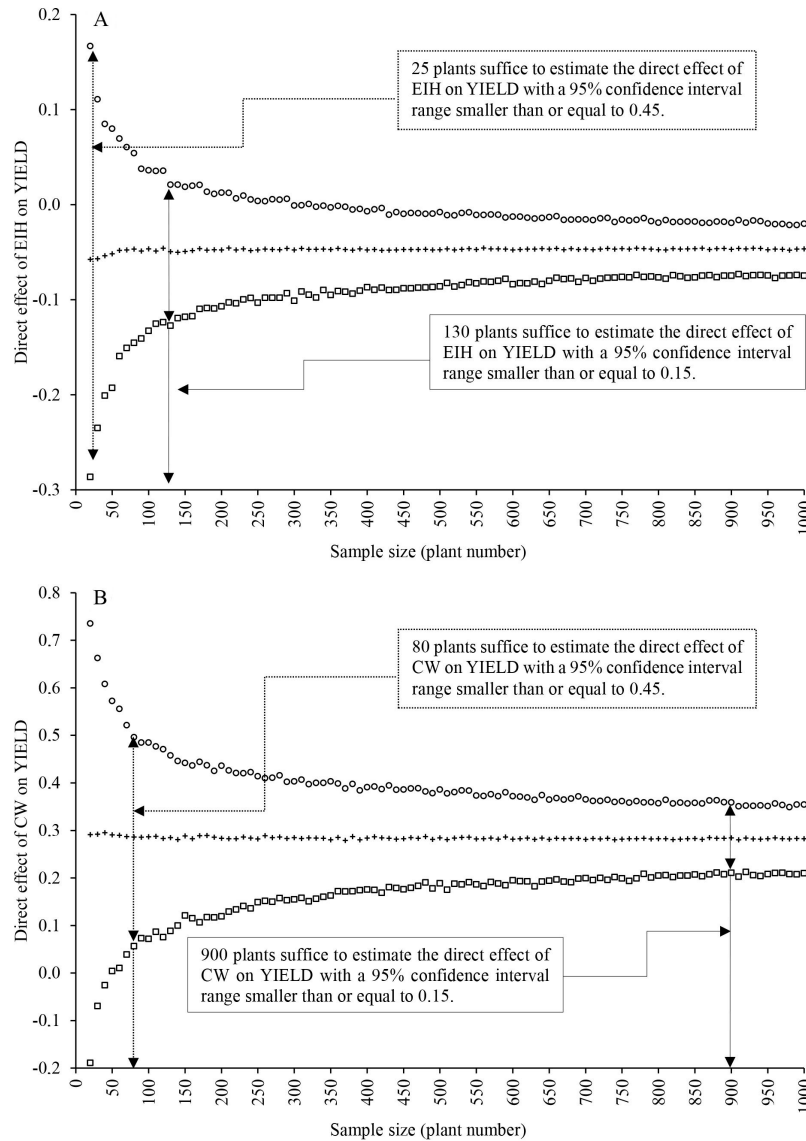 A
0.2
0.1
0.0
-0.1
-0.2
-0.3
Direct effect of EIH on YIELD
25 plants suffice to estimate the direct effect of
EIH on YIELD with a 95% confidence interval
range smaller than or equal to 0.45.
130 plants suffice to estimate the direct effect of
EIH on YIELD with a 95% confidence interval
range smaller than or equal to 0.15.
0 50 100 150 200 250 300 350 400 450 500 550 600 650 700 750 800 850 900 950 1000
Sample size (plant number)
B
0.8
0.7
0.6
0.5
0.4
0.3
0.2
0.1
0.0
-0.1
-0.2
Direct effect of CW on YIELD
80 plants suffice to estimate the direct effect of
CW on YIELD with a 95% confidence interval
range smaller than or equal to 0.45.
900 plants suffice to estimate the direct effect of
CW on YIELD with a 95% confidence interval
range smaller than or equal to 0.15.
0 50 100 150 200 250 300 350 400 450 500 550 600 650 700 750 800 850 900 950 1000
Sample size (plant number)